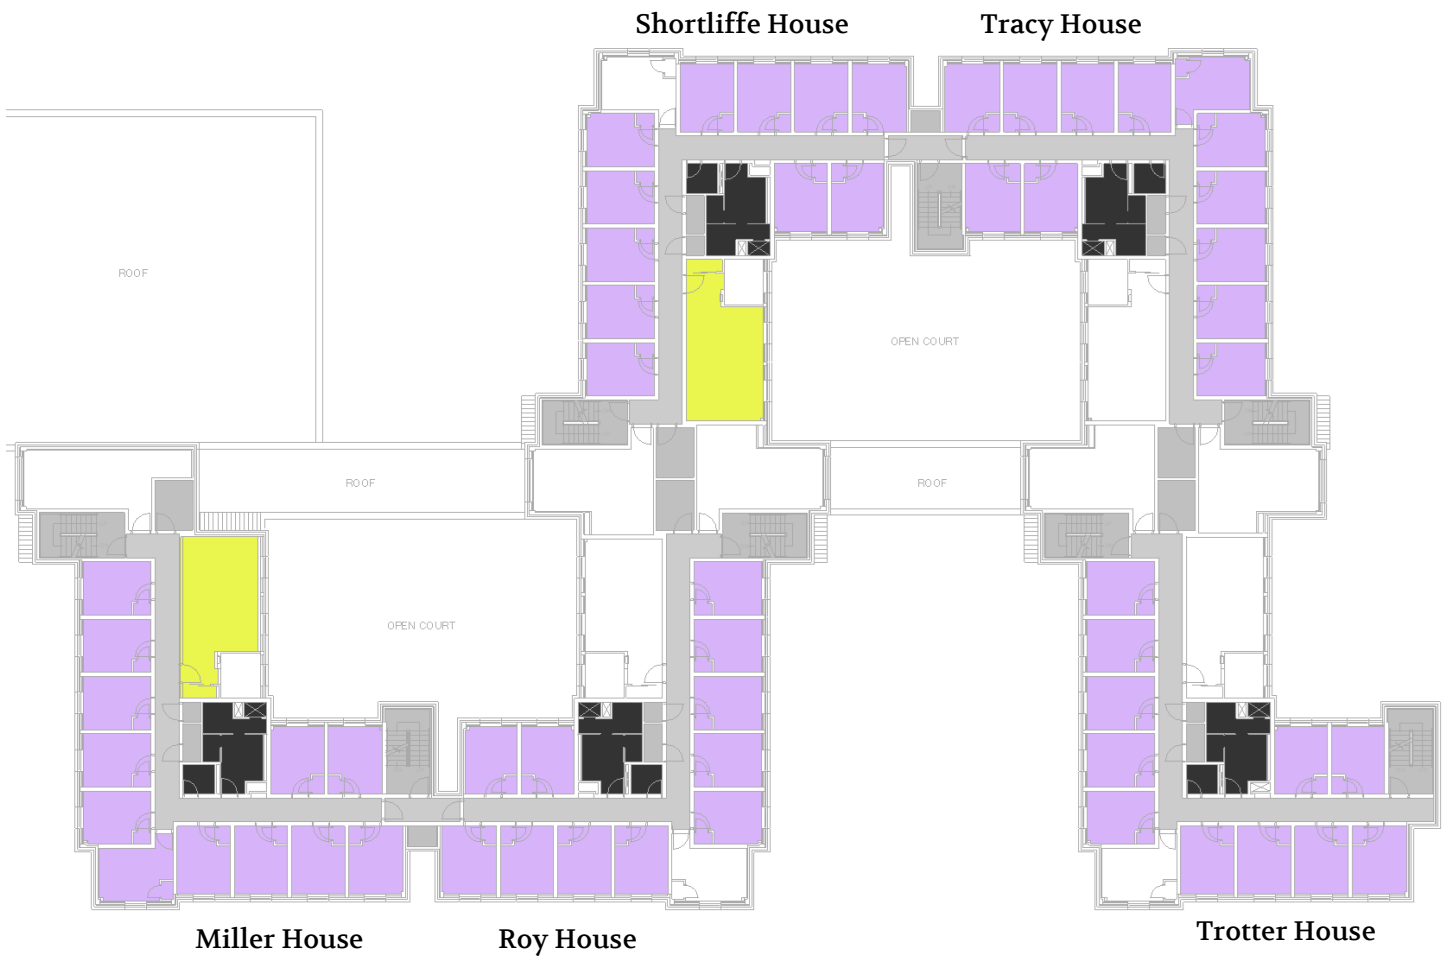 Shortliffe House
Tracy House
ROOF
OPEN COURT
ROOF
ROOF
OPEN COURT
Miller House
Roy House
Trotter House